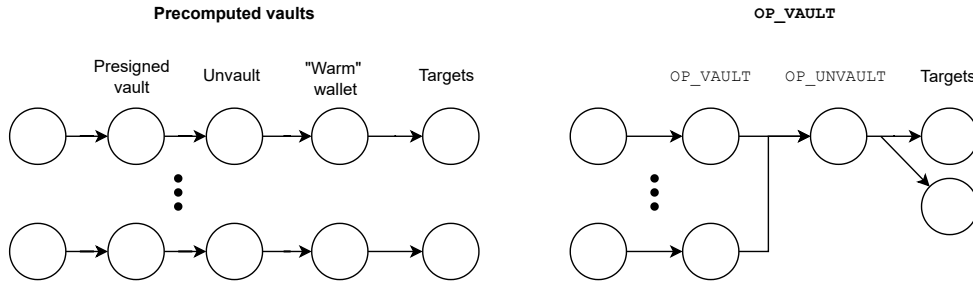 Precomputed vaults
Presigned
vault
Unvault
"Warm"
wallet
Targets
OP_VAULT
OP_VAULT
OP_UNVAULT
Targets